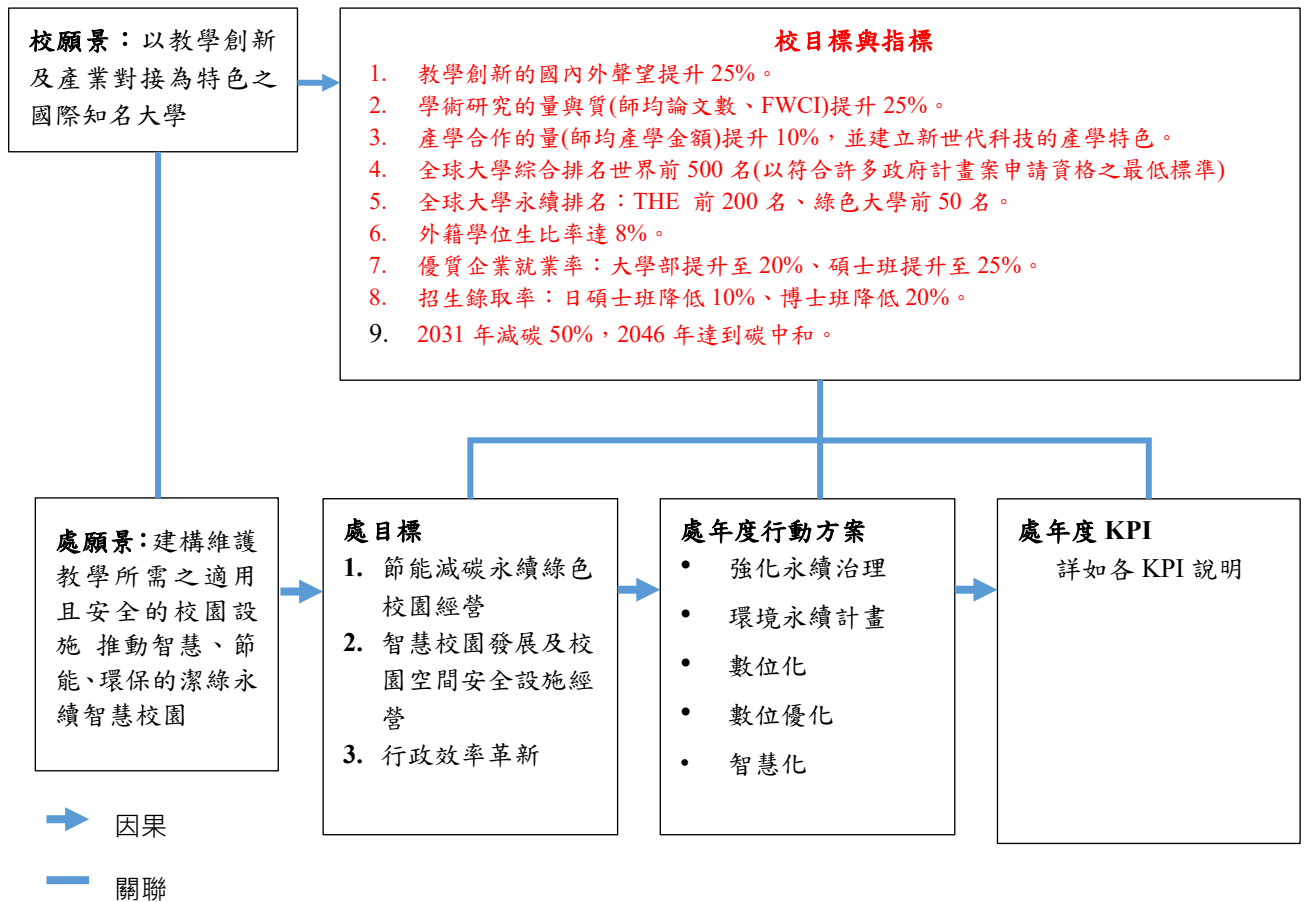 校願景：以教學創新
及產業對接為特色之
國際知名大學
校目標與指標
1. 教學創新的國內外聲望提升 25%。
2. 學術研究的量與質(師均論文數、FWCI)提升 25%。
3. 產學合作的量(師均產學金額)提升 10%，並建立新世代科技的產學特色。
4. 全球大學綜合排名世界前 500 名(以符合許多政府計畫案申請資格之最低標準)
5. 全球大學永續排名：THE 前 200 名、綠色大學前 50 名。
6. 外籍學位生比率達 8%。
7. 優質企業就業率：大學部提升至 20%、碩士班提升至 25%。
8. 招生錄取率：日碩士班降低 10%、博士班降低 20%。
9. 2031 年減碳 50%，2046 年達到碳中和。
處願景：建構維護
教學所需之適用
且安全的校園設
施 推動智慧、節
能、環保的潔綠永
續智慧校園
處目標
1. 節能減碳永續綠色
校園經營
2. 智慧校園發展及校
園空間安全設施經
營
3. 行政效率革新
處年度行動方案
• 強化永續治理
• 環境永續計畫
• 數位化
• 數位優化
• 智慧化
處年度 KPI
詳如各 KPI 說明
因果
關聯